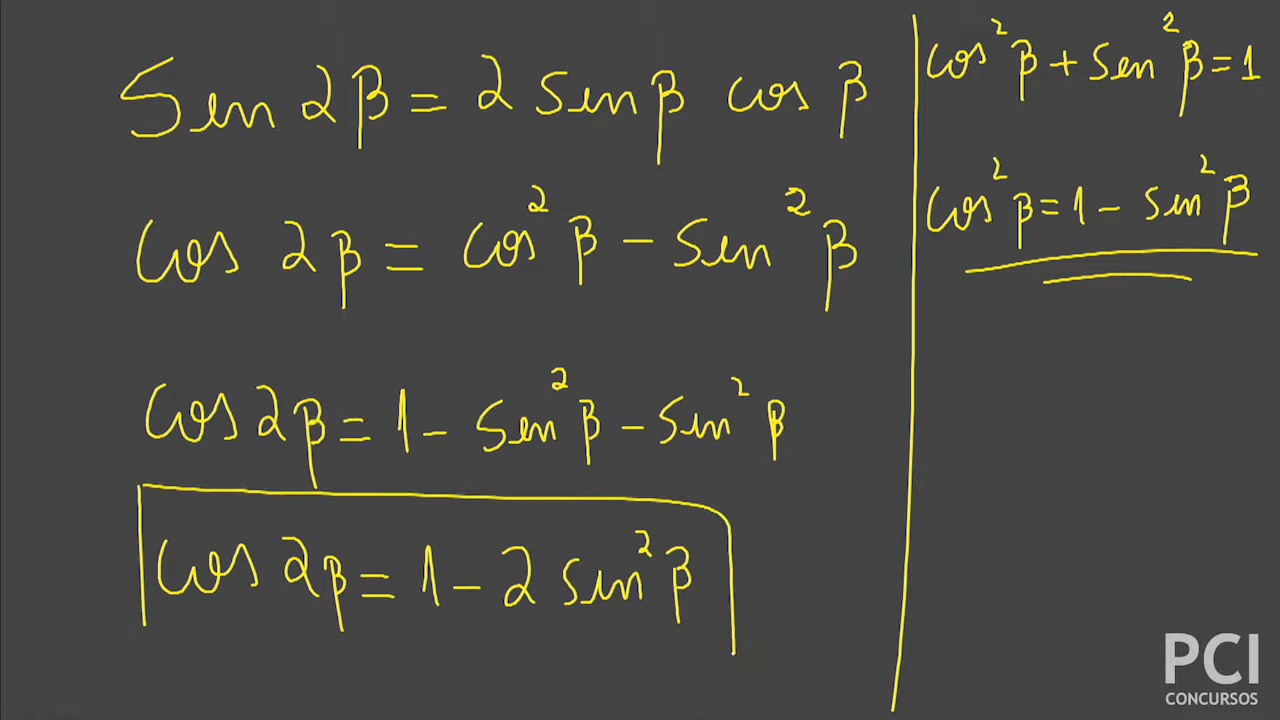 Sen 2β = 2 sen β cos β
cos 2β = cos² β − sen² β
cos 2β = 1 − sen² β − sen² β
cos 2β = 1 − 2 sen² β
cos² β + sen² β = 1
cos² β = 1 − sen² β
PCI
CONCURSOS